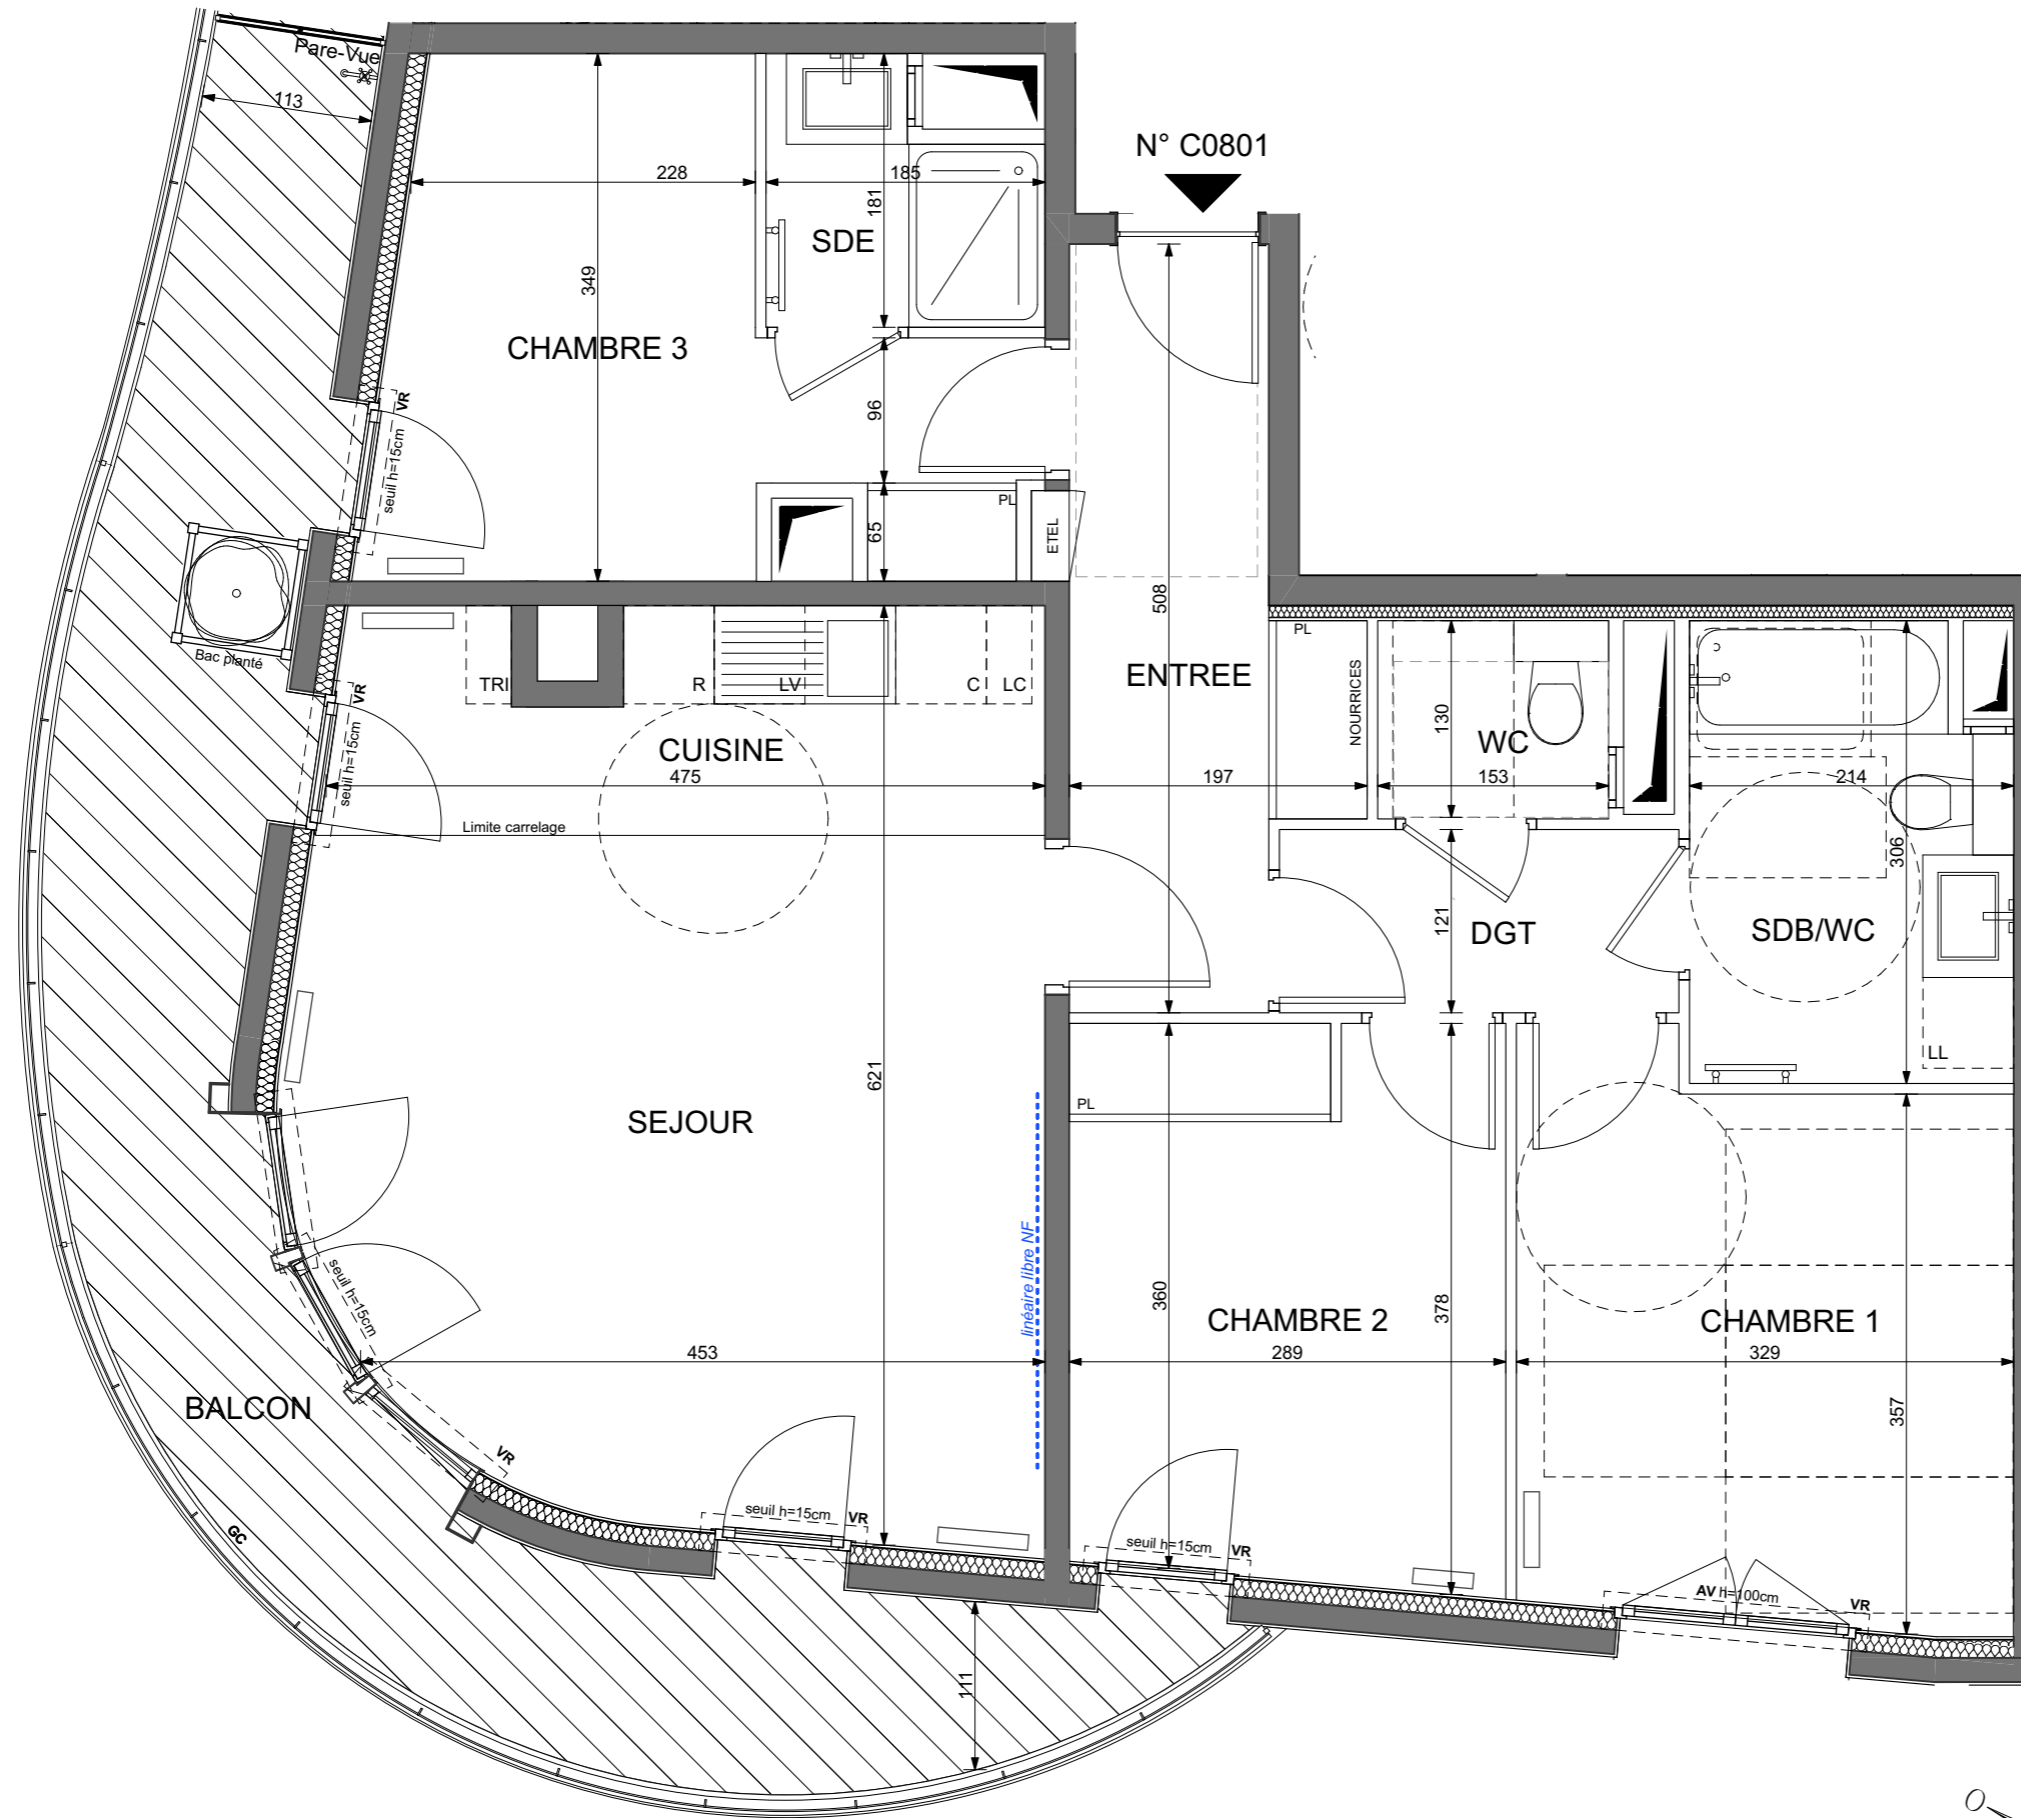 Pare-Vue
113
N° C0801
228
185
181
SDE
349
CHAMBRE 3
96
VR
seuil h=15cm
PL
65
ETEL
508
Bac planté
TRI
R
LV
C
LC
ENTREE
PL
NOURRICES
130
WC
VR
seuil h=15cm
CUISINE
475
197
153
214
Limite carrelage
306
121
DGT
SDB/WC
LL
621
SEJOUR
PL
linéaire libre NF
seuil h=15cm
360
378
CHAMBRE 2
CHAMBRE 1
453
289
329
357
BALCON
VR
GC
seuil h=15cm
VR
seuil h=15cm
VR
AV h=100cm
VR
111